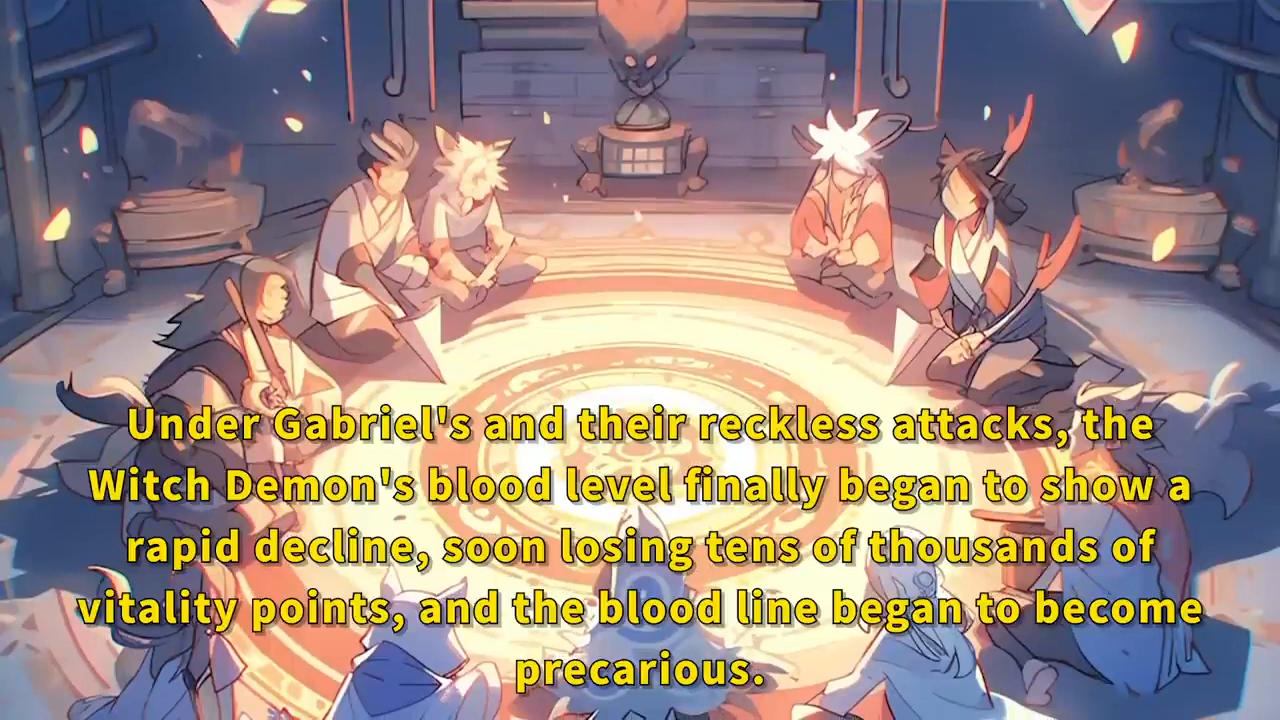 Under Gabriel's and their reckless attacks, the
Witch Demon's blood level finally began to show a
rapid decline, soon losing tens of thousands of
vitality points, and the blood line began to become
precarious.